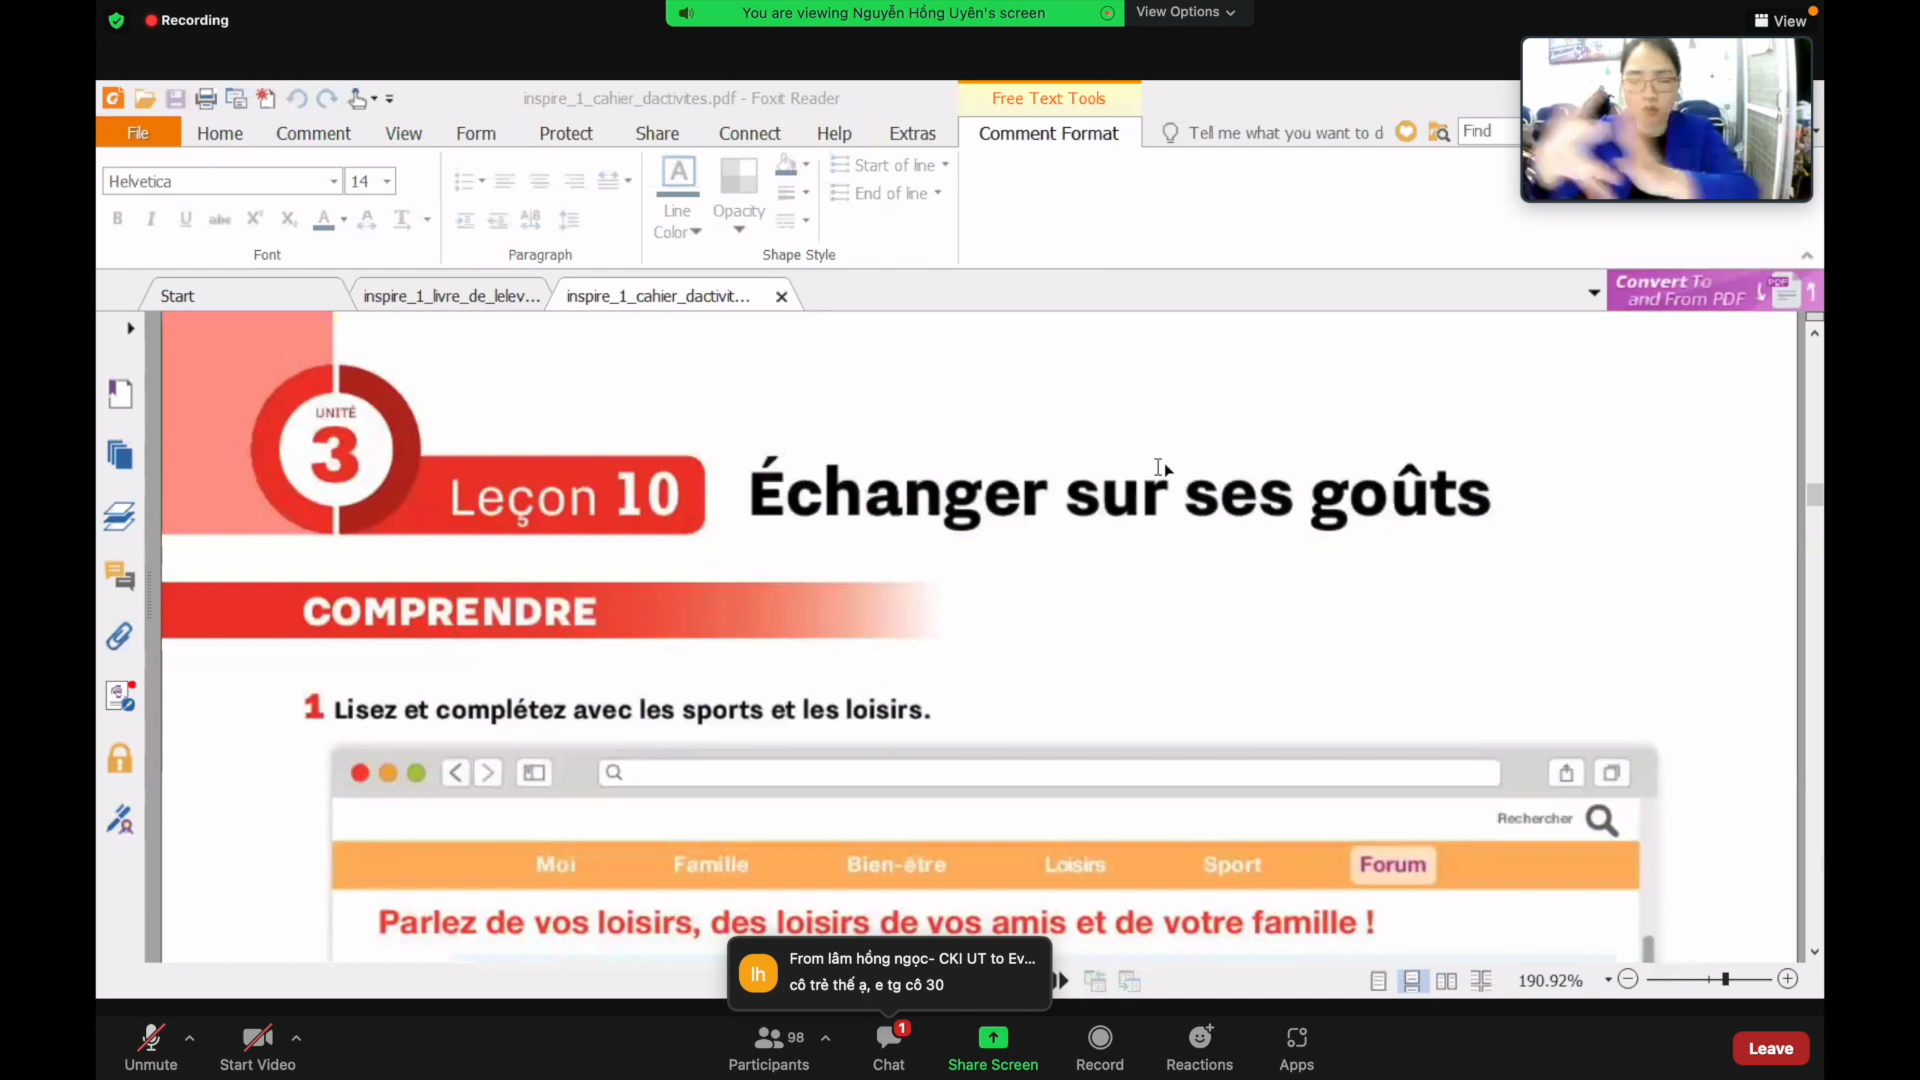 Recording
You are viewing Nguyễn Hồng Uyên's screen
View Options
View
inspire_1_cahier_dactivites.pdf - Foxit Reader
Free Text Tools
File
Home
Comment
View
Form
Protect
Share
Connect
Help
Extras
Comment Format
Tell me what you want to d
Find
Helvetica
14
Start of line
End of line
Line
Color
Opacity
Font
Paragraph
Shape Style
Start
inspire_1_livre_de_lelev...
inspire_1_cahier_dactivit...
Convert To
and From PDF
UNITÉ
3
Leçon 10
Échanger sur ses goûts
COMPRENDRE
1 Lisez et complétez avec les sports et les loisirs.
Rechercher
Moi
Famille
Bien-être
Loisirs
Sport
Forum
Parlez de vos loisirs, des loisirs de vos amis et de votre famille !
lh
From lâm hồng ngọc- CKI UT to Ev...
cô trẻ thế ạ, e tg cô 30
190.92%
Unmute
Start Video
98
Participants
1
Chat
Share Screen
Record
Reactions
Apps
Leave